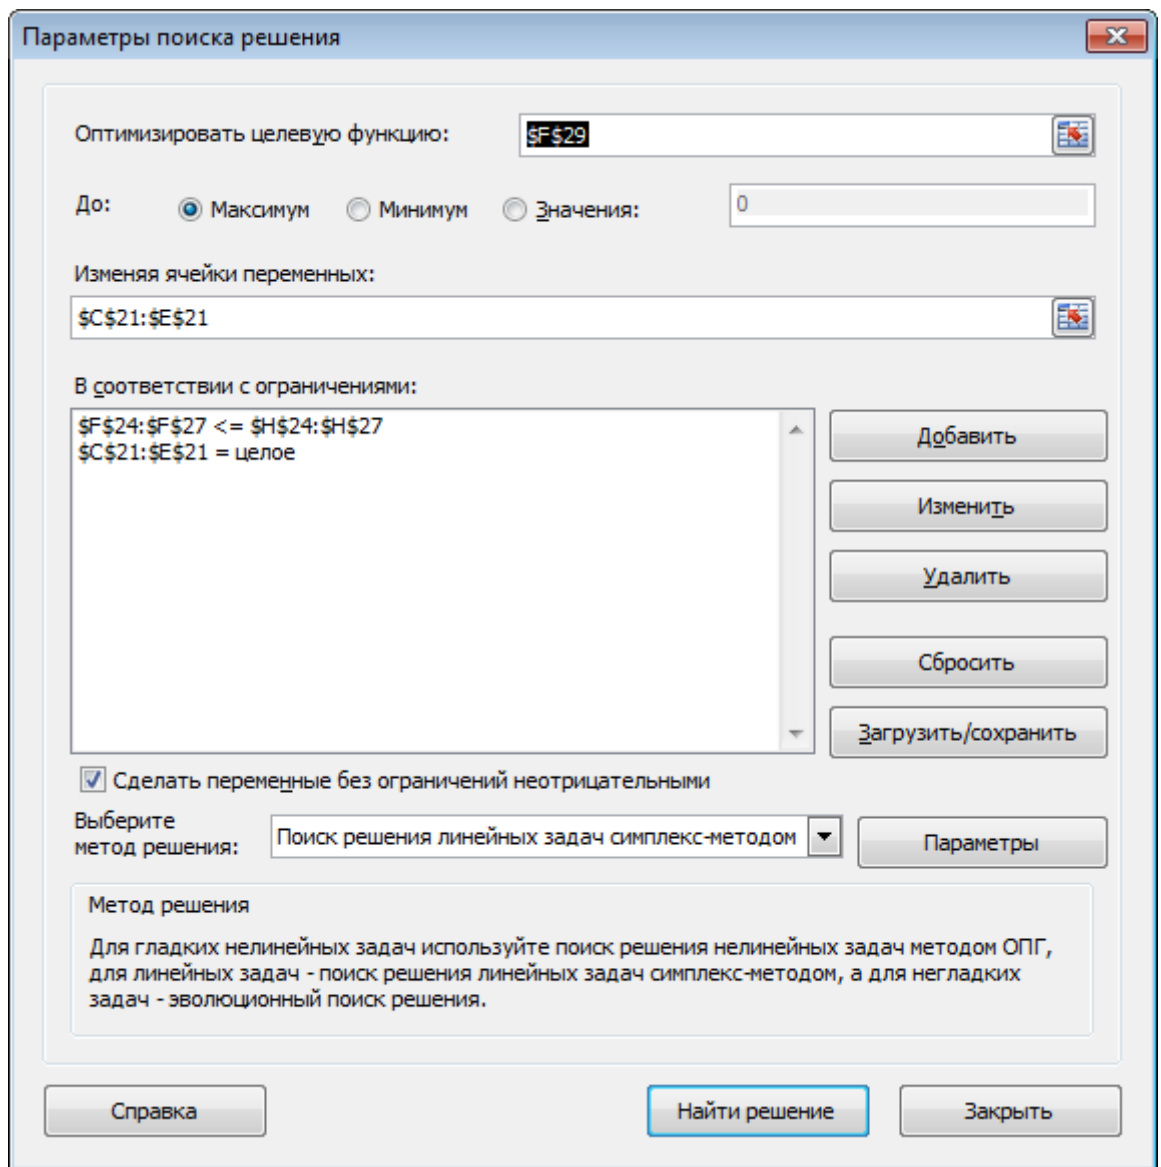 Параметры поиска решения
Оптимизировать целевую функцию:
$F$29
До:
Максимум
Минимум
Значения:
0
Изменяя ячейки переменных:
$C$21:$E$21
В соответствии с ограничениями:
$F$24:$F$27 <= $H$24:$H$27
$C$21:$E$21 = целое
Добавить
Изменить
Удалить
Сбросить
Загрузить/сохранить
Сделать переменные без ограничений неотрицательными
Выберите
метод решения:
Поиск решения линейных задач симплекс-методом
Параметры
Метод решения
Для гладких нелинейных задач используйте поиск решения нелинейных задач методом ОПГ,
для линейных задач - поиск решения линейных задач симплекс-методом, а для негладких
задач - эволюционный поиск решения.
Справка
Найти решение
Закрыть